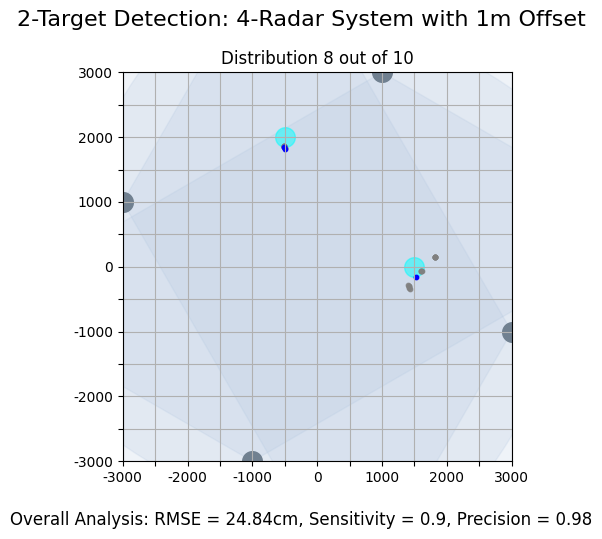 2-Target Detection: 4-Radar System with 1m Offset
Distribution 8 out of 10
3000
2000
1000
0
-1000
-2000
-3000
-3000 -2000 -1000 0 1000 2000 3000
Overall Analysis: RMSE = 24.84cm, Sensitivity = 0.9, Precision = 0.98